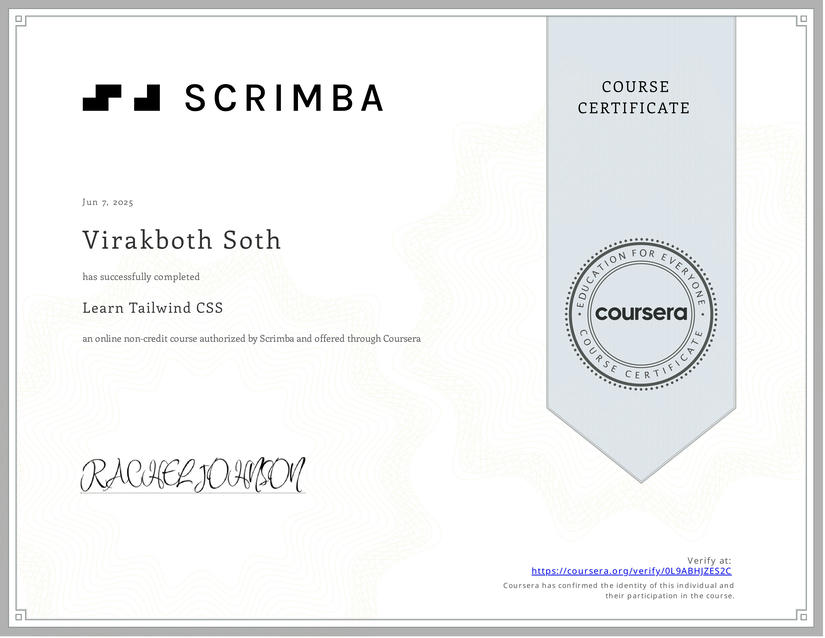 SCRIMBA
COURSE
CERTIFICATE
Jun 7, 2025
Virakboth Soth
has successfully completed
Learn Tailwind CSS
an online non-credit course authorized by Scrimba and offered through Coursera
EDUCATION FOR EVERYONE
coursera
COURSE CERTIFICATE
RACHEL JOHNSON
Verify at:
https://coursera.org/verify/0L9ABHJZES2C
Coursera has confirmed the identity of this individual and
their participation in the course.